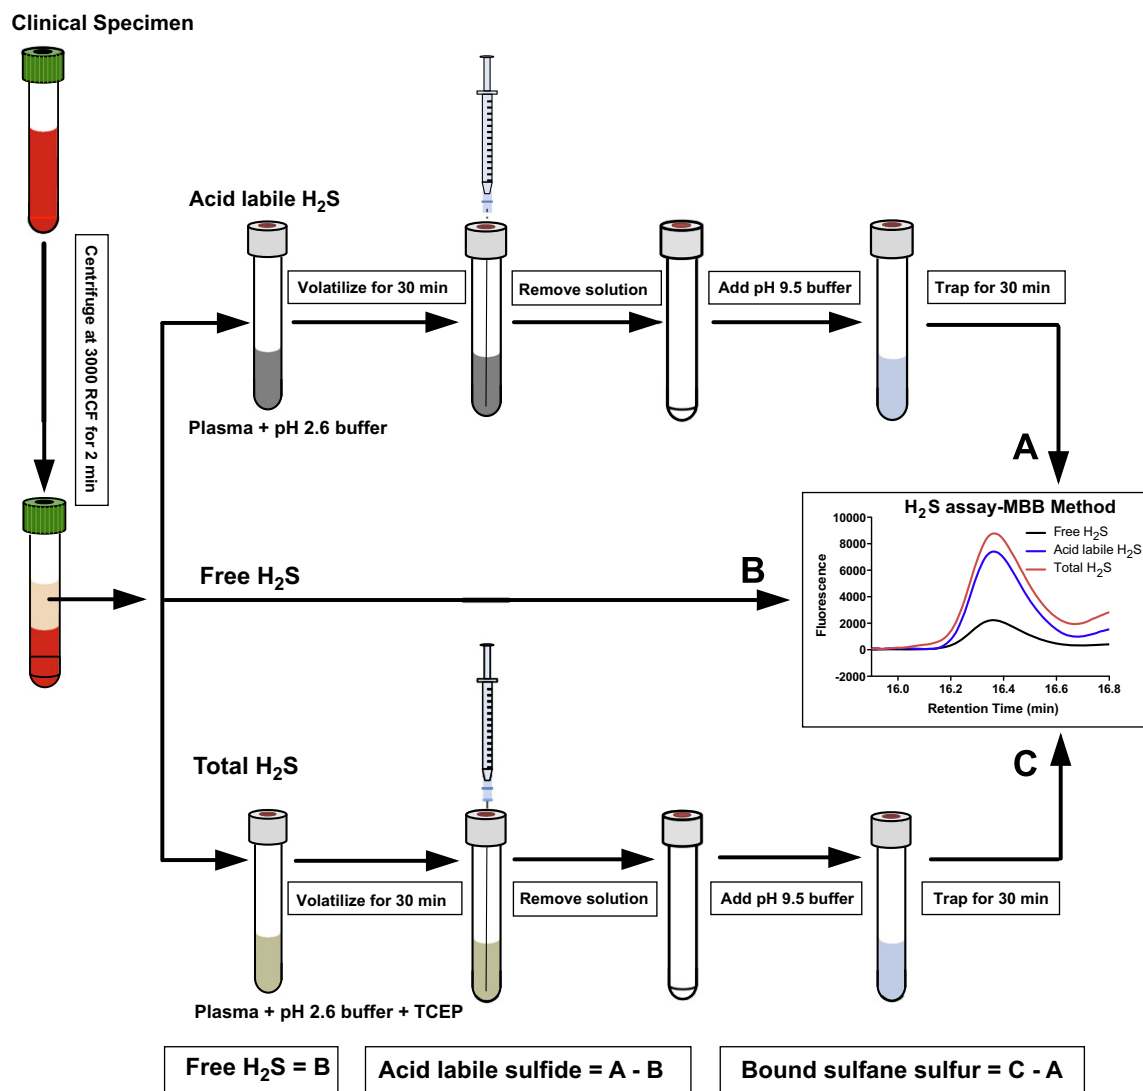 Clinical Specimen
Centrifuge at 3000 RCF for 2 min
Acid labile H₂S
Volatilize for 30 min
Remove solution
Add pH 9.5 buffer
Trap for 30 min
Plasma + pH 2.6 buffer
A
Free H₂S
B
H₂S assay-MBB Method
Free H₂S
Acid labile H₂S
Total H₂S
Fluorescence
10000
8000
6000
4000
2000
0
-2000
16.0 16.2 16.4 16.6 16.8
Retention Time (min)
C
Total H₂S
Volatilize for 30 min
Remove solution
Add pH 9.5 buffer
Trap for 30 min
Plasma + pH 2.6 buffer + TCEP
Free H₂S = B
Acid labile sulfide = A - B
Bound sulfane sulfur = C - A